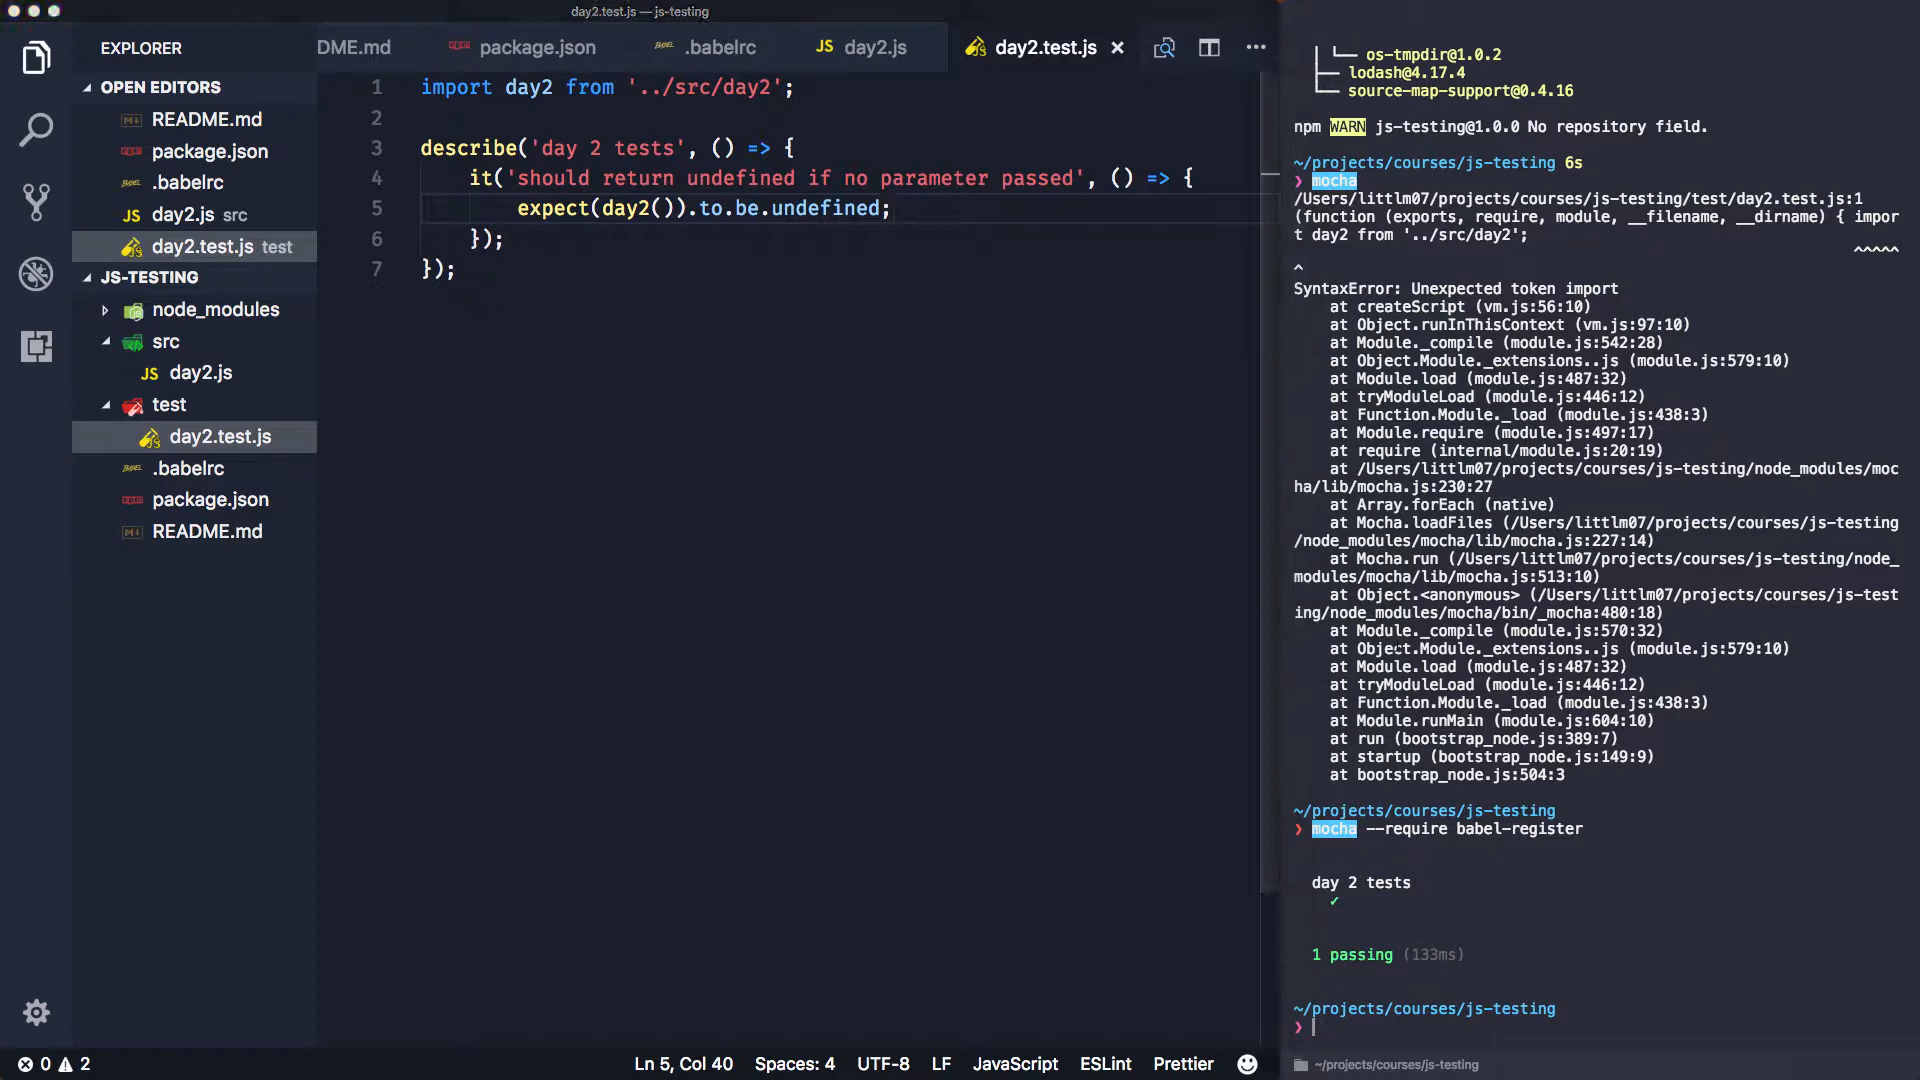 day2.test.js — js-testing
EXPLORER
OPEN EDITORS
README.md
package.json
.babelrc
day2.js src
day2.test.js test
JS-TESTING
node_modules
src
day2.js
test
day2.test.js
.babelrc
package.json
README.md
DME.md
package.json
.babelrc
JS day2.js
day2.test.js
1 import day2 from '../src/day2';
2
3 describe('day 2 tests', () => {
4 it('should return undefined if no parameter passed', () => {
5 expect(day2()).to.be.undefined;
6 });
7 });
└── os-tmpdir@1.0.2
├── lodash@4.17.4
└── source-map-support@0.4.16
npm WARN js-testing@1.0.0 No repository field.
~/projects/courses/js-testing 6s
❯ mocha
/Users/littlm07/projects/courses/js-testing/test/day2.test.js:1
(function (exports, require, module, __filename, __dirname) { impor
t day2 from '../src/day2';
^^^^^
^
SyntaxError: Unexpected token import
at createScript (vm.js:56:10)
at Object.runInThisContext (vm.js:97:10)
at Module._compile (module.js:542:28)
at Object.Module._extensions..js (module.js:579:10)
at Module.load (module.js:487:32)
at tryModuleLoad (module.js:446:12)
at Function.Module._load (module.js:438:3)
at Module.require (module.js:497:17)
at require (internal/module.js:20:19)
at /Users/littlm07/projects/courses/js-testing/node_modules/moc
ha/lib/mocha.js:230:27
at Array.forEach (native)
at Mocha.loadFiles (/Users/littlm07/projects/courses/js-testing
/node_modules/mocha/lib/mocha.js:227:14)
at Mocha.run (/Users/littlm07/projects/courses/js-testing/node_
modules/mocha/lib/mocha.js:513:10)
at Object.<anonymous> (/Users/littlm07/projects/courses/js-test
ing/node_modules/mocha/bin/_mocha:480:18)
at Module._compile (module.js:570:32)
at Object.Module._extensions..js (module.js:579:10)
at Module.load (module.js:487:32)
at tryModuleLoad (module.js:446:12)
at Function.Module._load (module.js:438:3)
at Module.runMain (module.js:604:10)
at run (bootstrap_node.js:389:7)
at startup (bootstrap_node.js:149:9)
at bootstrap_node.js:504:3
~/projects/courses/js-testing
❯ mocha --require babel-register
day 2 tests
✓
1 passing (133ms)
~/projects/courses/js-testing
❯
0 2
Ln 5, Col 40 Spaces: 4 UTF-8 LF JavaScript ESLint Prettier
~/projects/courses/js-testing